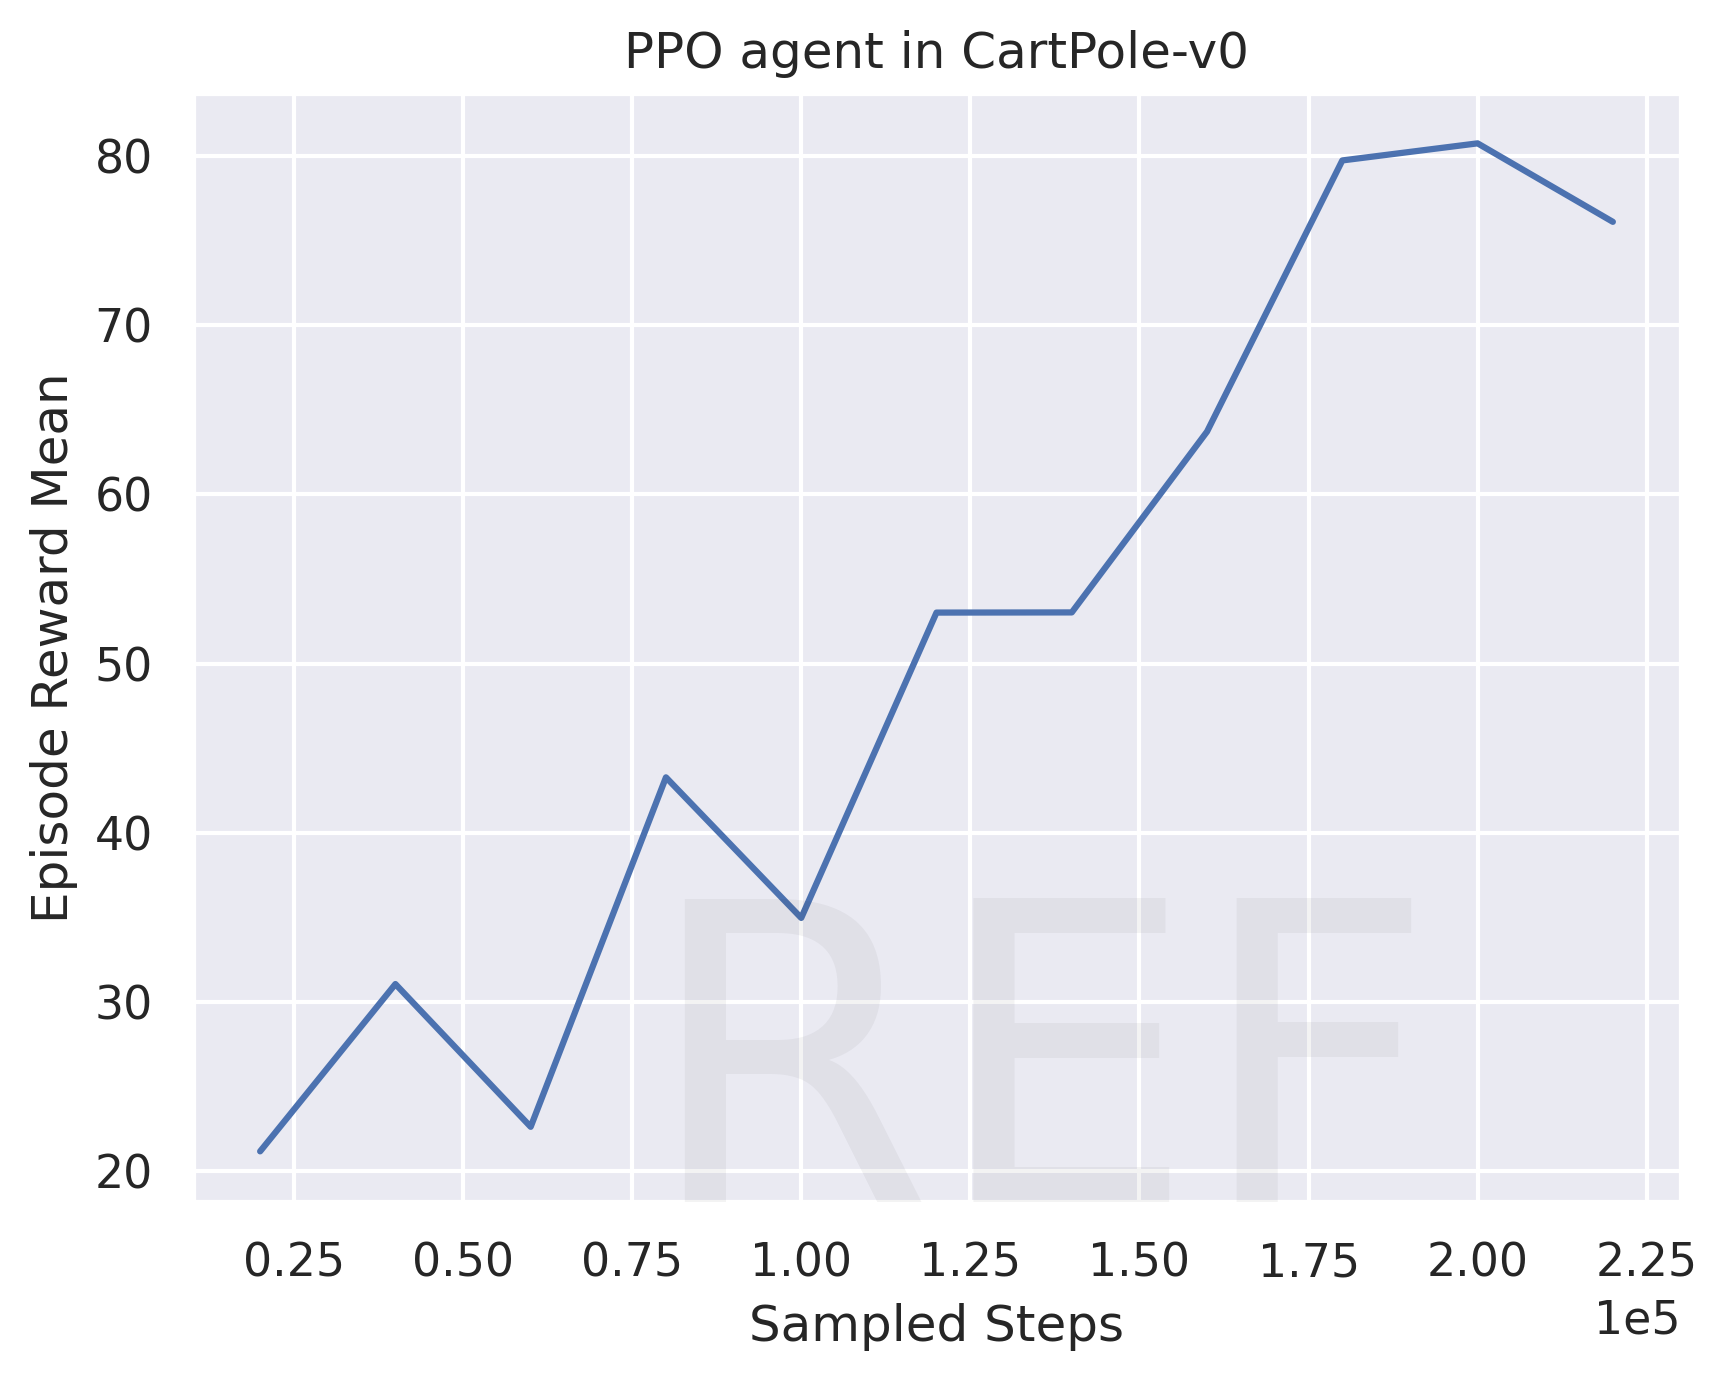 PPO agent in CartPole-v0
Episode Reward Mean
80
70
60
50
40
30
20
REF
0.25 0.50 0.75 1.00 1.25 1.50 1.75 2.00 2.25
1e5
Sampled Steps